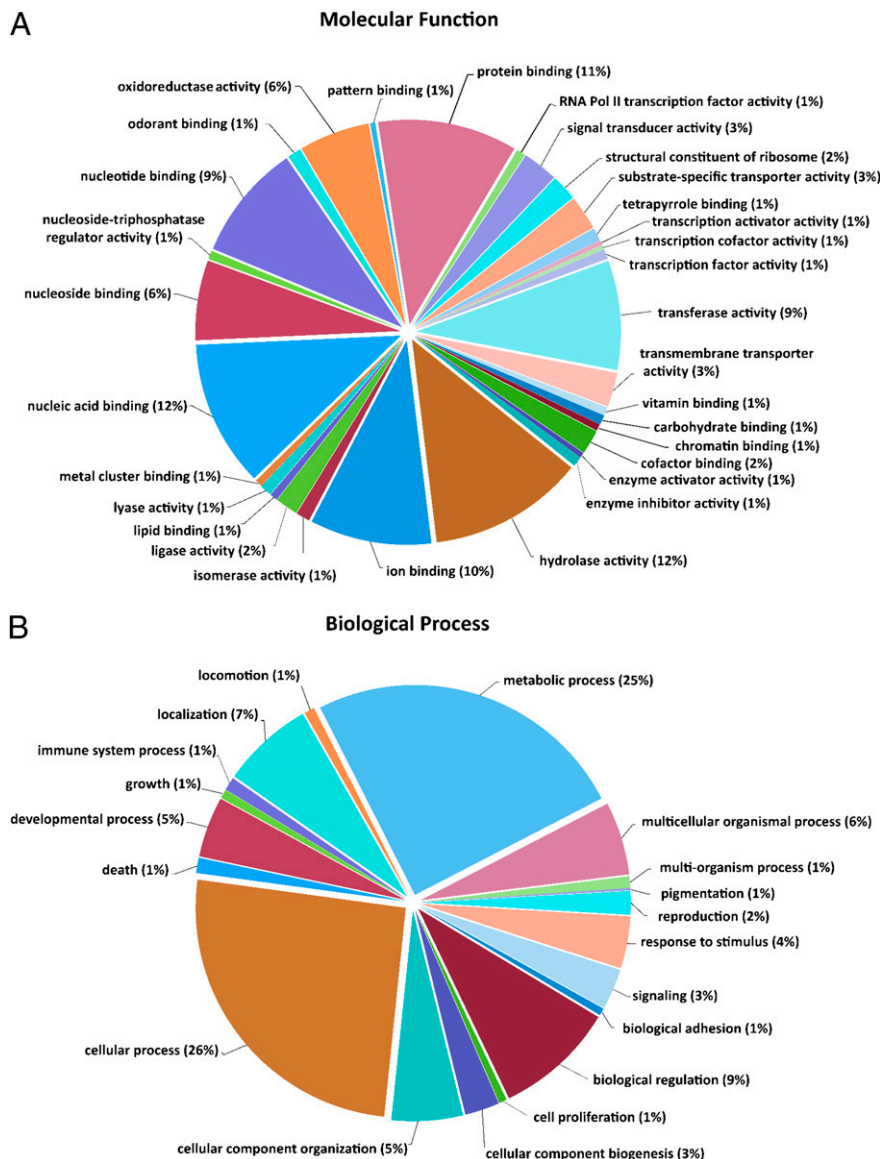 A
Molecular Function
protein binding (11%)
oxidoreductase activity (6%)
pattern binding (1%)
RNA Pol II transcription factor activity (1%)
odorant binding (1%)
signal transducer activity (3%)
structural constituent of ribosome (2%)
nucleotide binding (9%)
substrate-specific transporter activity (3%)
tetrapyrrole binding (1%)
nucleoside-triphosphatase
regulator activity (1%)
transcription activator activity (1%)
transcription cofactor activity (1%)
transcription factor activity (1%)
nucleoside binding (6%)
transferase activity (9%)
transmembrane transporter
activity (3%)
nucleic acid binding (12%)
vitamin binding (1%)
carbohydrate binding (1%)
chromatin binding (1%)
cofactor binding (2%)
metal cluster binding (1%)
enzyme activator activity (1%)
lyase activity (1%)
enzyme inhibitor activity (1%)
lipid binding (1%)
ligase activity (2%)
isomerase activity (1%)
ion binding (10%)
hydrolase activity (12%)
B
Biological Process
locomotion (1%)
metabolic process (25%)
localization (7%)
immune system process (1%)
growth (1%)
developmental process (5%)
multicellular organismal process (6%)
death (1%)
multi-organism process (1%)
pigmentation (1%)
reproduction (2%)
response to stimulus (4%)
signaling (3%)
biological adhesion (1%)
cellular process (26%)
biological regulation (9%)
cell proliferation (1%)
cellular component organization (5%)
cellular component biogenesis (3%)